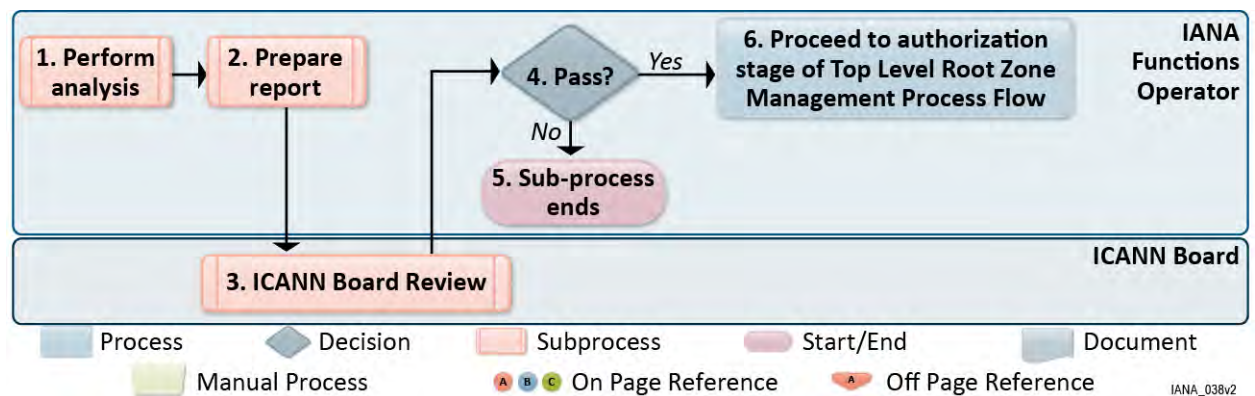 1. Perform
analysis
2. Prepare
report
4. Pass?
Yes
No
6. Proceed to authorization
stage of Top Level Root Zone
Management Process Flow
IANA
Functions
Operator
5. Sub-process
ends
3. ICANN Board Review
ICANN Board
Process
Decision
Subprocess
Start/End
Document
Manual Process
A B C On Page Reference
A Off Page Reference
IANA_038v2